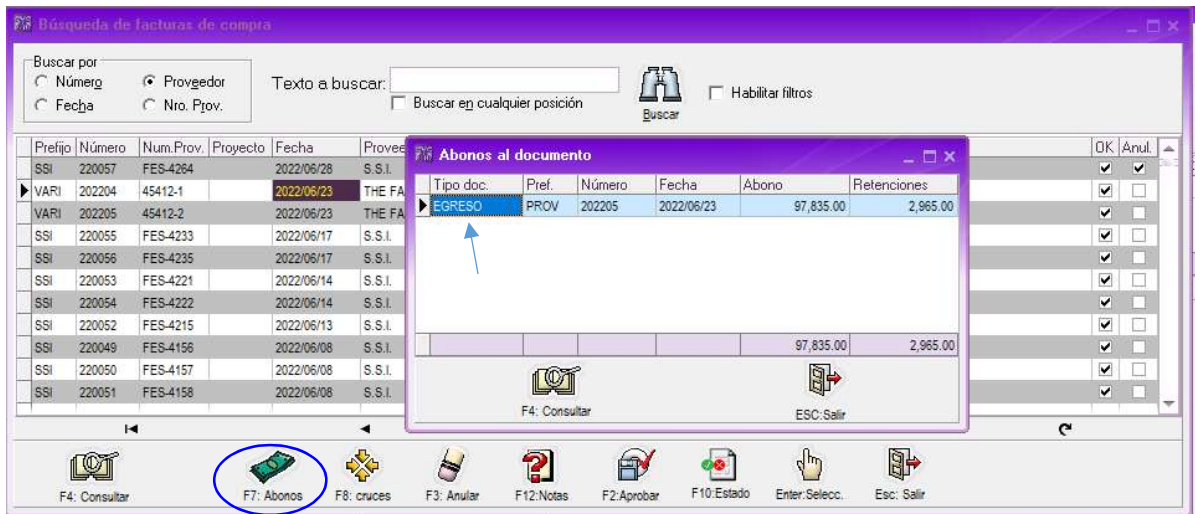 Búsqueda de facturas de compra
Buscar por
Número Proveedor
Fecha Nro. Prov.
Texto a buscar:
Buscar en cualquier posición
Buscar
Habilitar filtros
Prefijo Número Num.Prov. Proyecto Fecha Provee OK Anul.
SSI 220057 FES-4264 2022/06/28 S.S.I.
VARI 202204 45412-1 2022/06/23 THE FA
VARI 202205 45412-2 2022/06/23 THE FA
SSI 220055 FES-4233 2022/06/17 S.S.I.
SSI 220056 FES-4235 2022/06/17 S.S.I.
SSI 220053 FES-4221 2022/06/14 S.S.I.
SSI 220054 FES-4222 2022/06/14 S.S.I.
SSI 220052 FES-4215 2022/06/13 S.S.I.
SSI 220049 FES-4156 2022/06/08 S.S.I.
SSI 220050 FES-4157 2022/06/08 S.S.I.
SSI 220051 FES-4158 2022/06/08 S.S.I.
Abonos al documento
Tipo doc. Pref. Número Fecha Abono Retenciones
EGRESO PROV 202205 2022/06/23 97,835.00 2,965.00
97,835.00 2,965.00
F4: Consultar ESC:Salir
F4: Consultar F7: Abonos F8: cruces F3: Anular F12:Notas F2:Aprobar F10:Estado Enter:Selecc. Esc: Salir